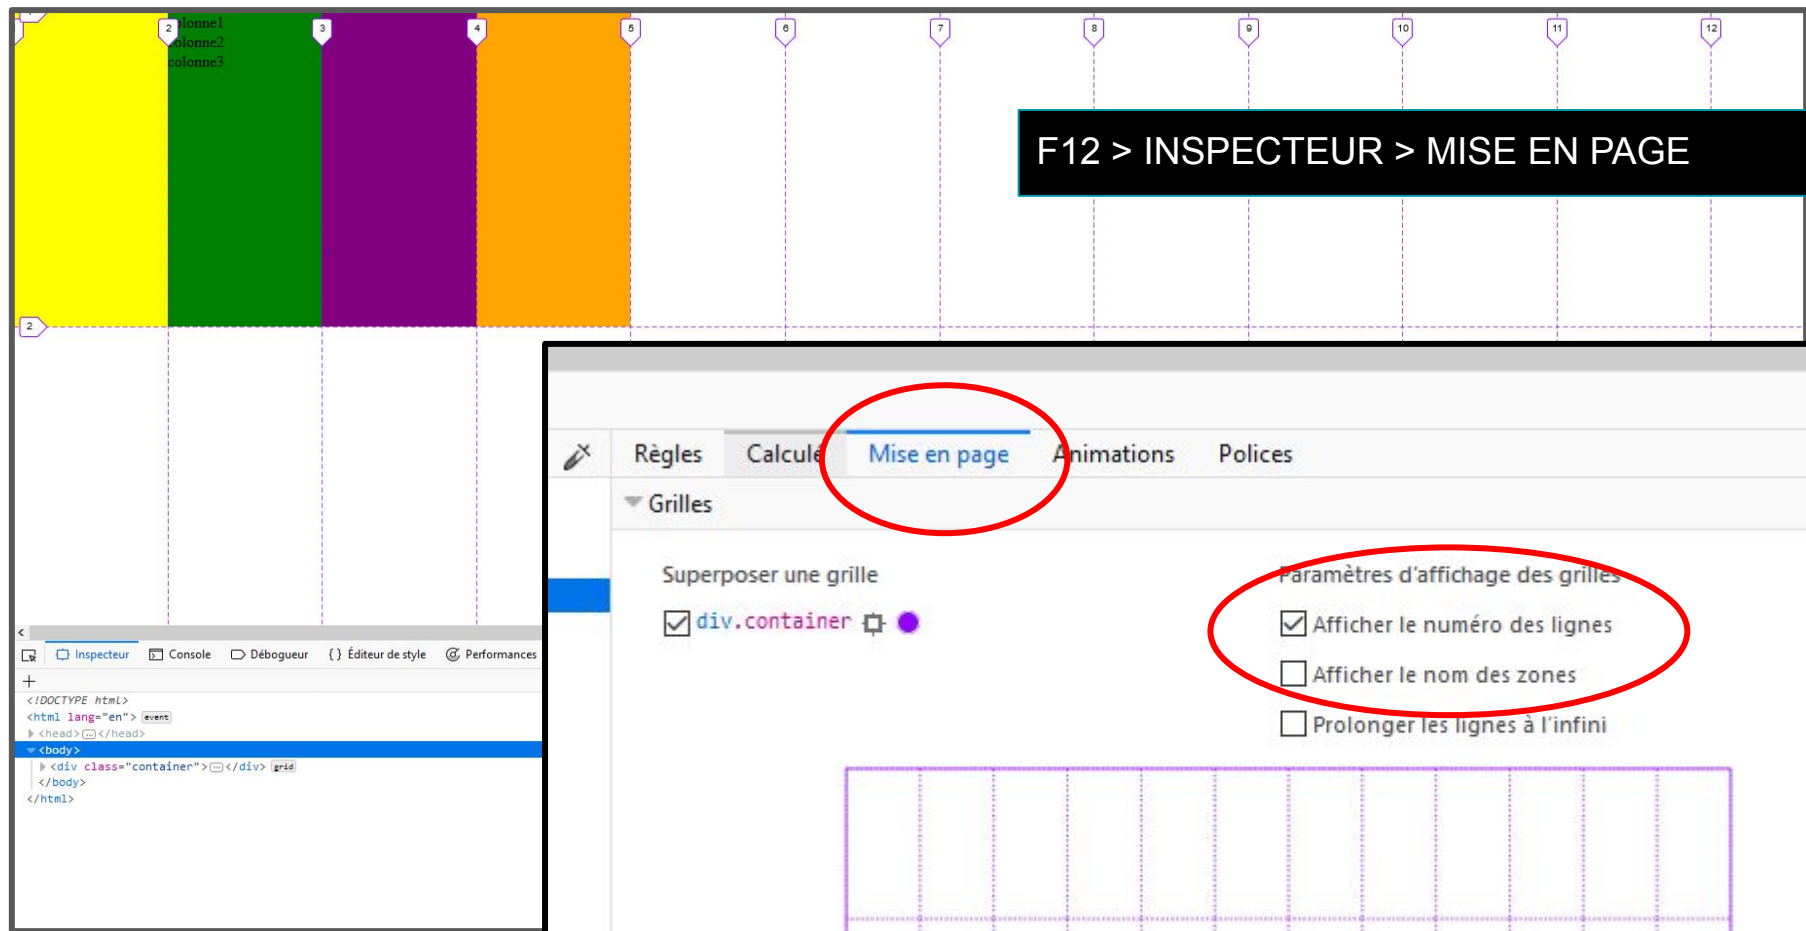 2
3
4
5
6
7
8
9
10
11
12
colonne2
colonne3
2
F12 > INSPECTEUR > MISE EN PAGE
Règles Calculé Mise en page Animations Polices
Grilles
Superposer une grille
div.container
Paramètres d'affichage des grilles
Afficher le numéro des lignes
Afficher le nom des zones
Prolonger les lignes à l'infini
Inspecteur Console Débogueur {} Éditeur de style Performances
<!DOCTYPE html>
<html lang="en"> event
<head>…</head>
<body>
<div class="container">…</div> grid
</body>
</html>